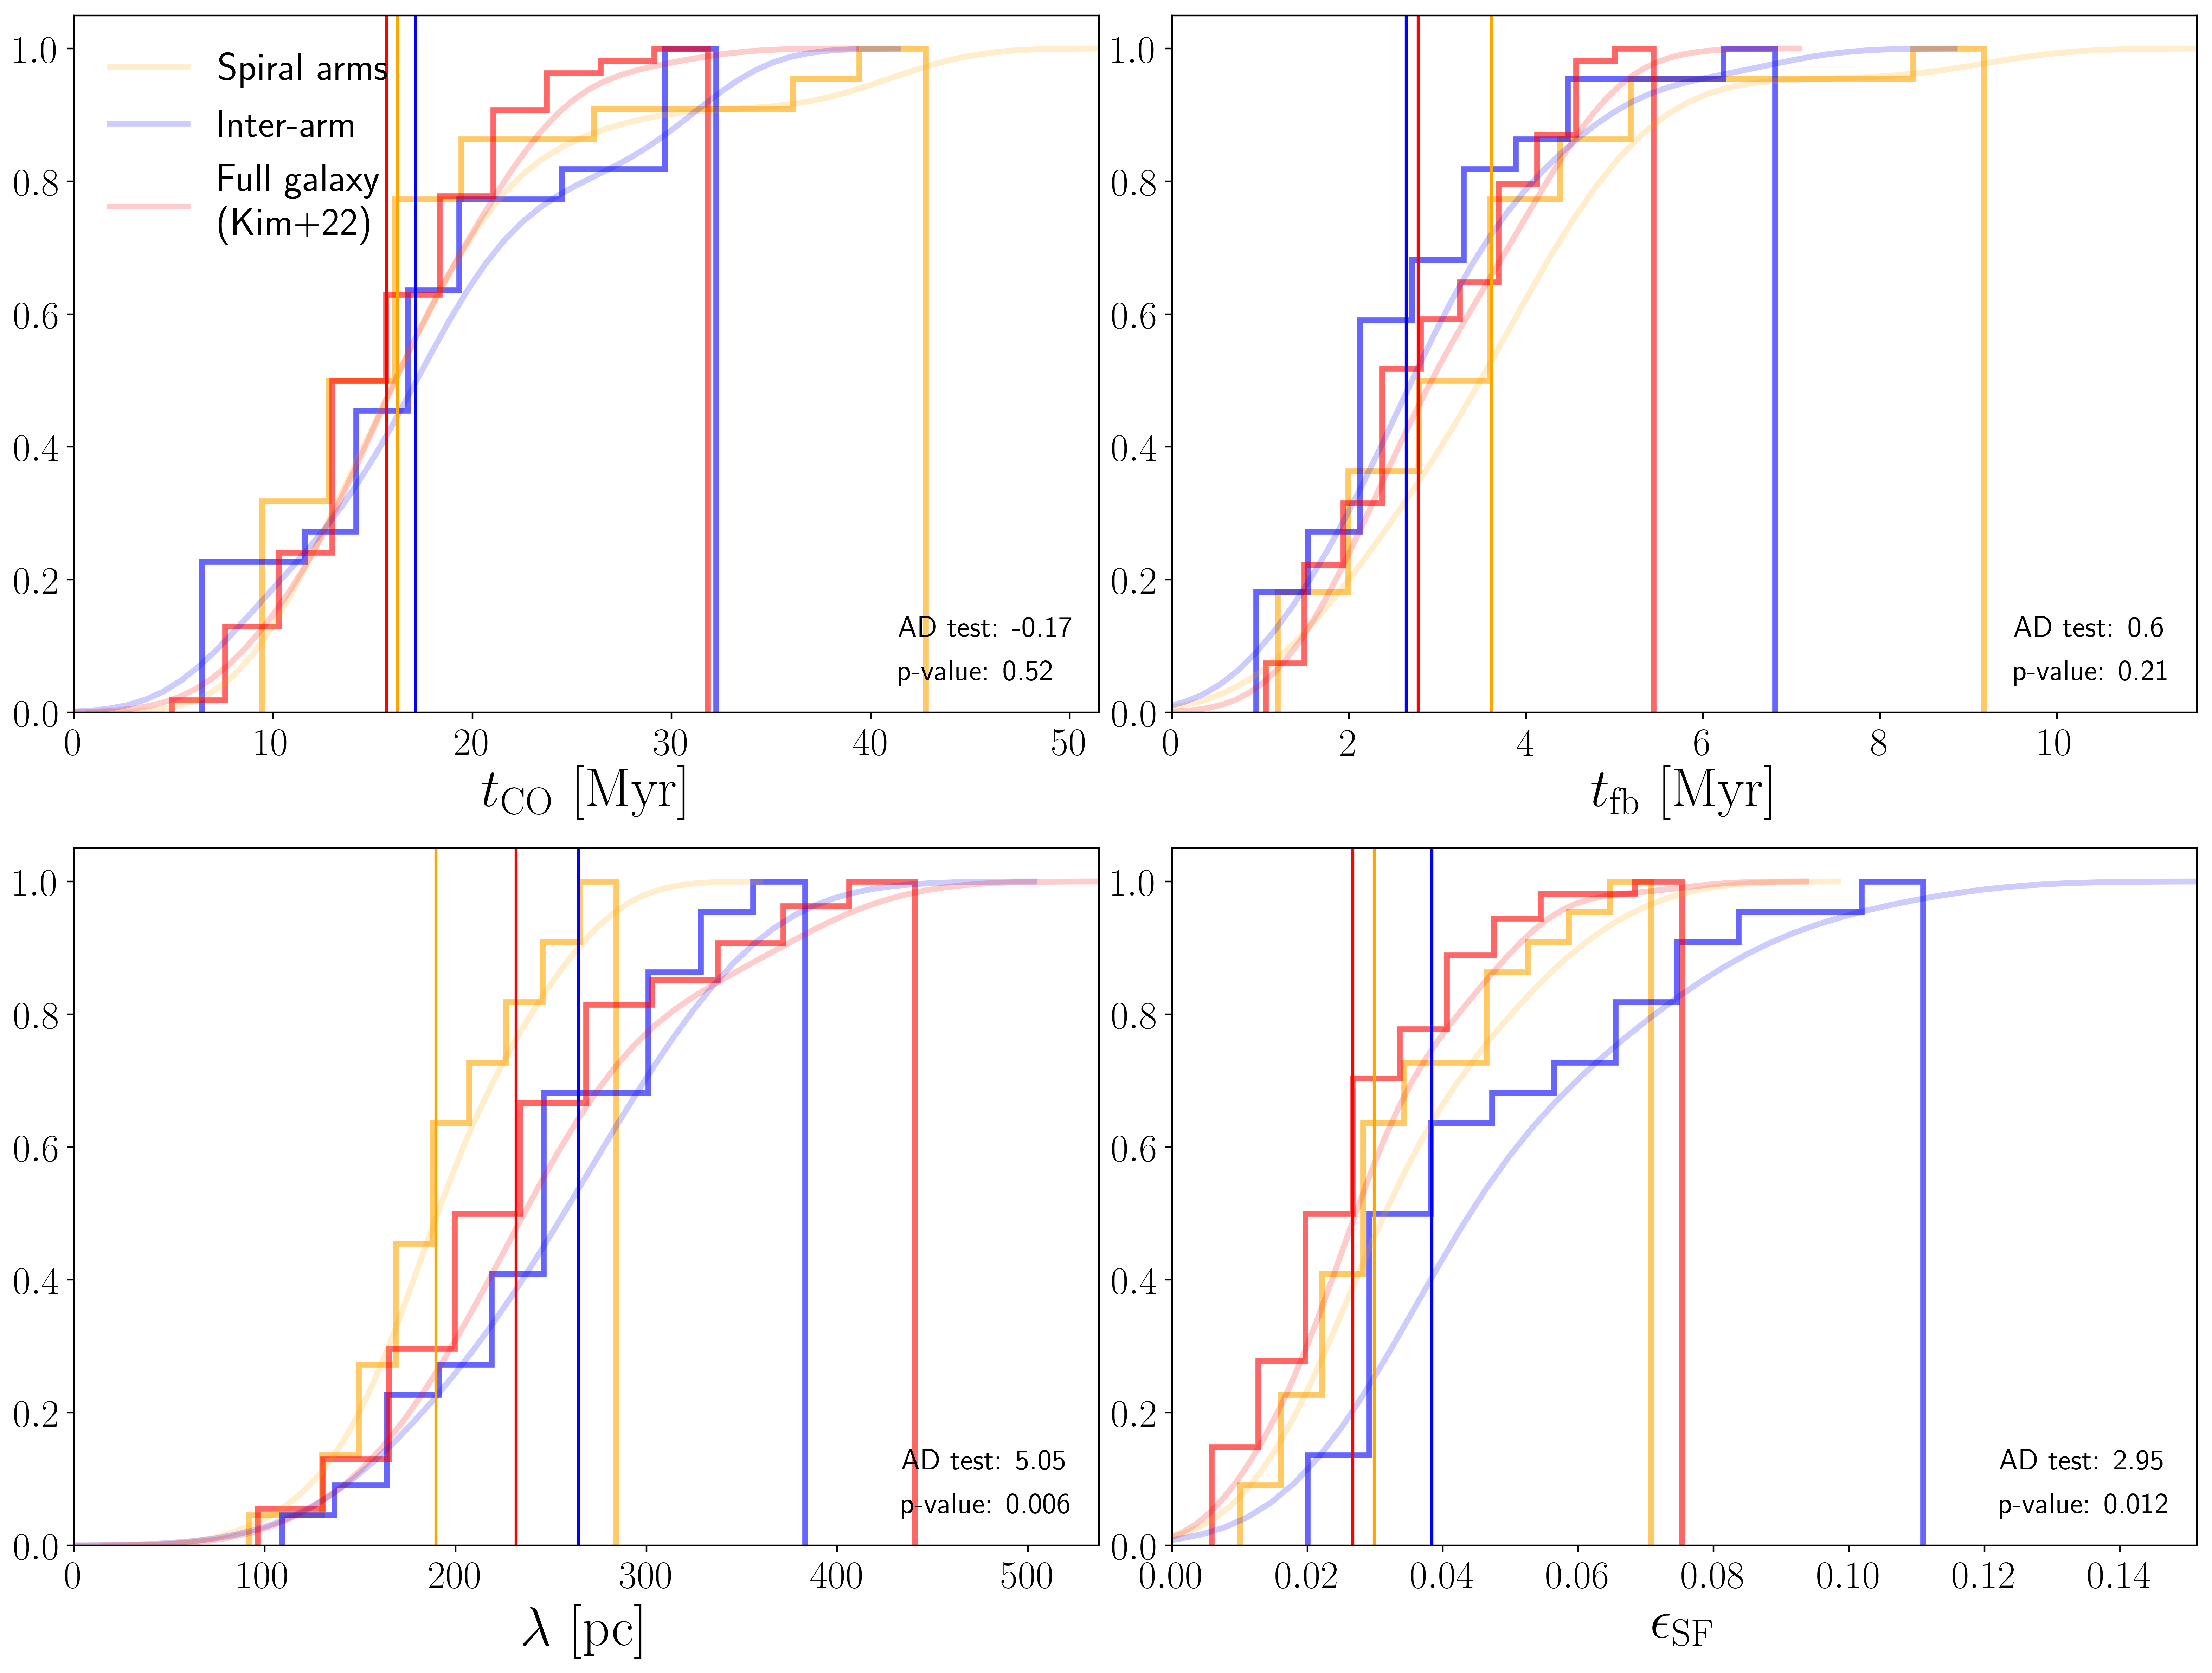 1.0
0.8
0.6
0.4
0.2
0.0
Spiral arms
Inter-arm
Full galaxy
(Kim+22)
AD test: -0.17
p-value: 0.52
0 10 20 30 40 50
t_CO [Myr]
1.0
0.8
0.6
0.4
0.2
0.0
AD test: 0.6
p-value: 0.21
0 2 4 6 8 10
t_fb [Myr]
1.0
0.8
0.6
0.4
0.2
0.0
AD test: 5.05
p-value: 0.006
0 100 200 300 400 500
λ [pc]
1.0
0.8
0.6
0.4
0.2
0.0
AD test: 2.95
p-value: 0.012
0.00 0.02 0.04 0.06 0.08 0.10 0.12 0.14
ϵ_SF